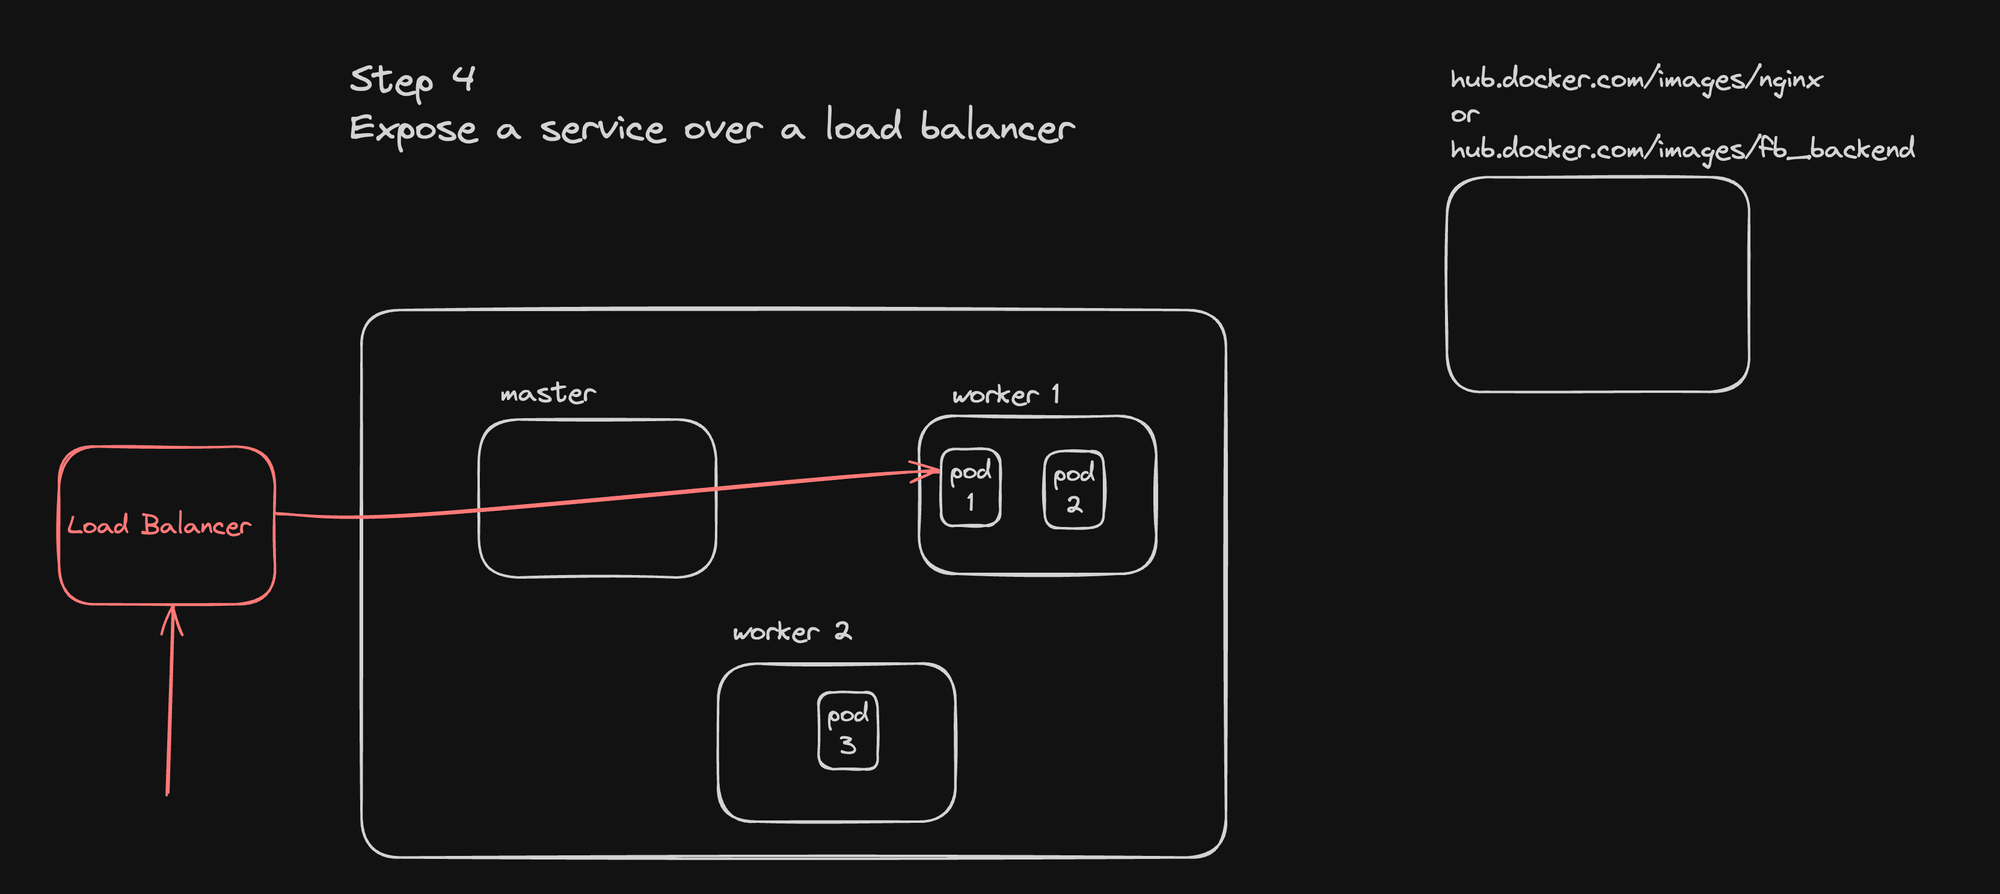 Step 4
Expose a service over a load balancer
hub.docker.com/images/nginx
or
hub.docker.com/images/fb_backend
master
worker 1
pod
1
pod
2
Load Balancer
worker 2
pod
3